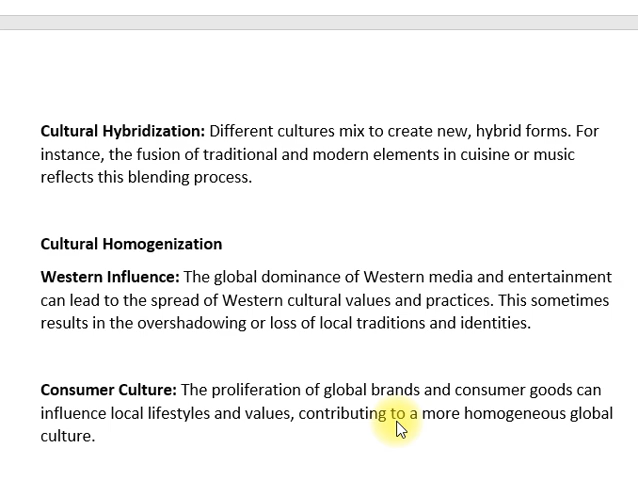 Cultural Hybridization: Different cultures mix to create new, hybrid forms. For
instance, the fusion of traditional and modern elements in cuisine or music
reflects this blending process.
Cultural Homogenization
Western Influence: The global dominance of Western media and entertainment
can lead to the spread of Western cultural values and practices. This sometimes
results in the overshadowing or loss of local traditions and identities.
Consumer Culture: The proliferation of global brands and consumer goods can
influence local lifestyles and values, contributing to a more homogeneous global
culture.